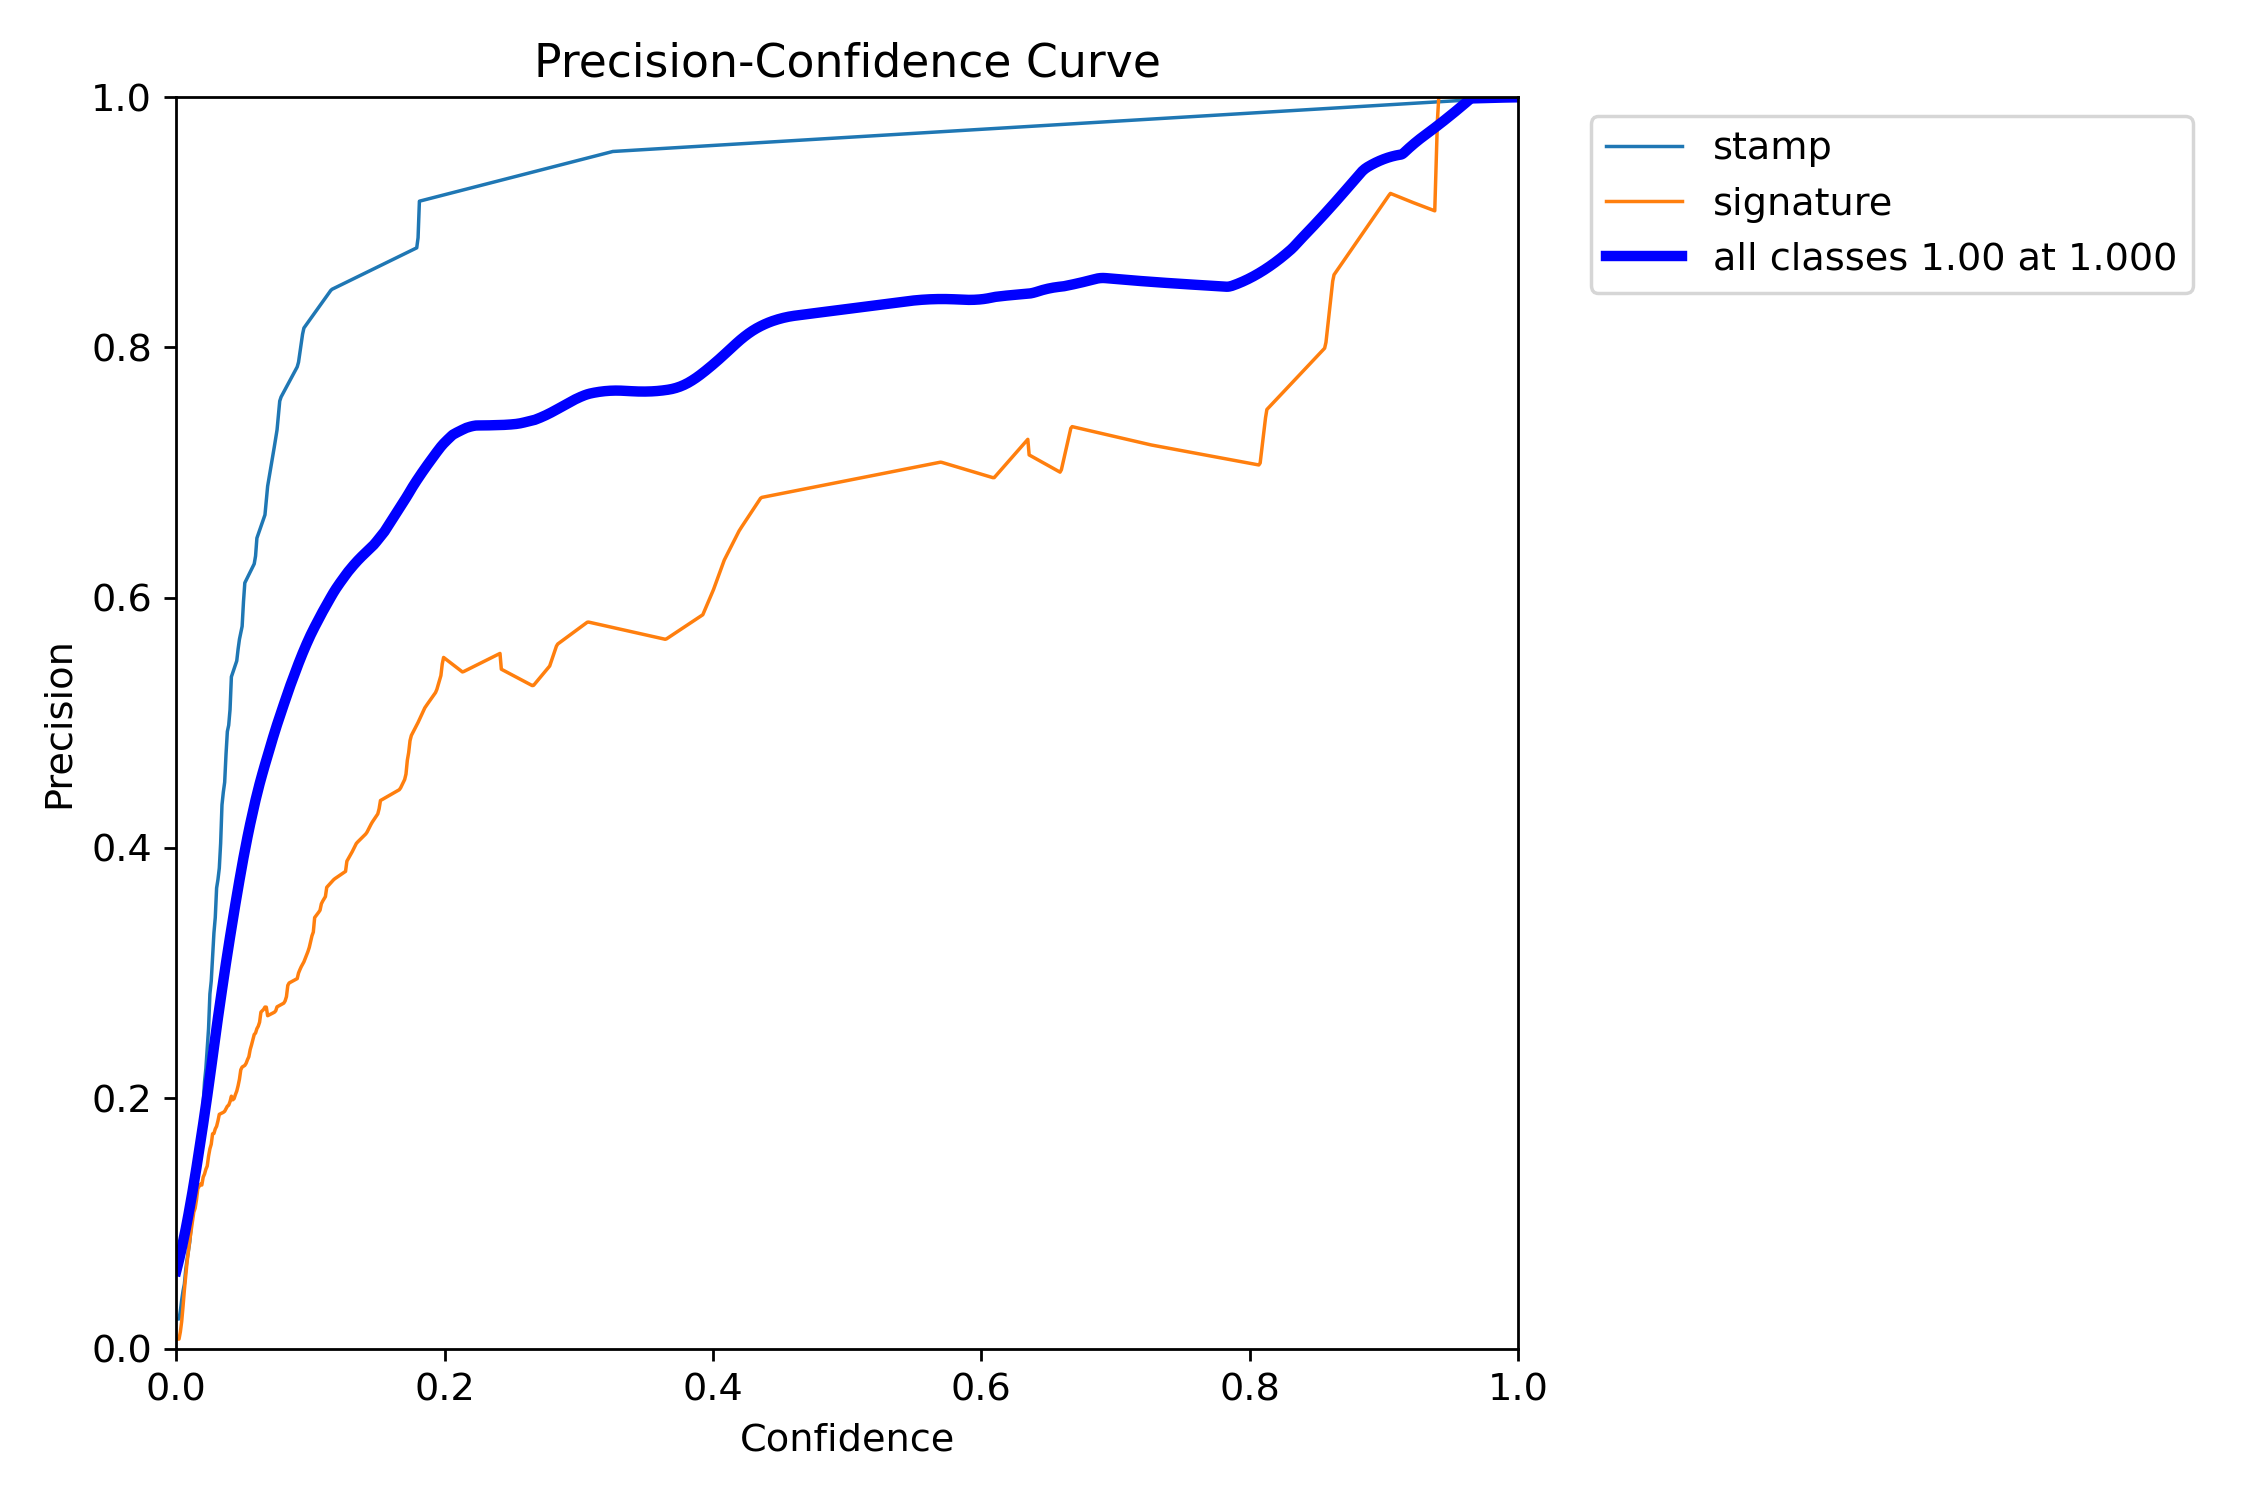 Precision-Confidence Curve
1.0
0.8
0.6
0.4
0.2
0.0
Precision
0.0 0.2 0.4 0.6 0.8 1.0
Confidence
stamp
signature
all classes 1.00 at 1.000